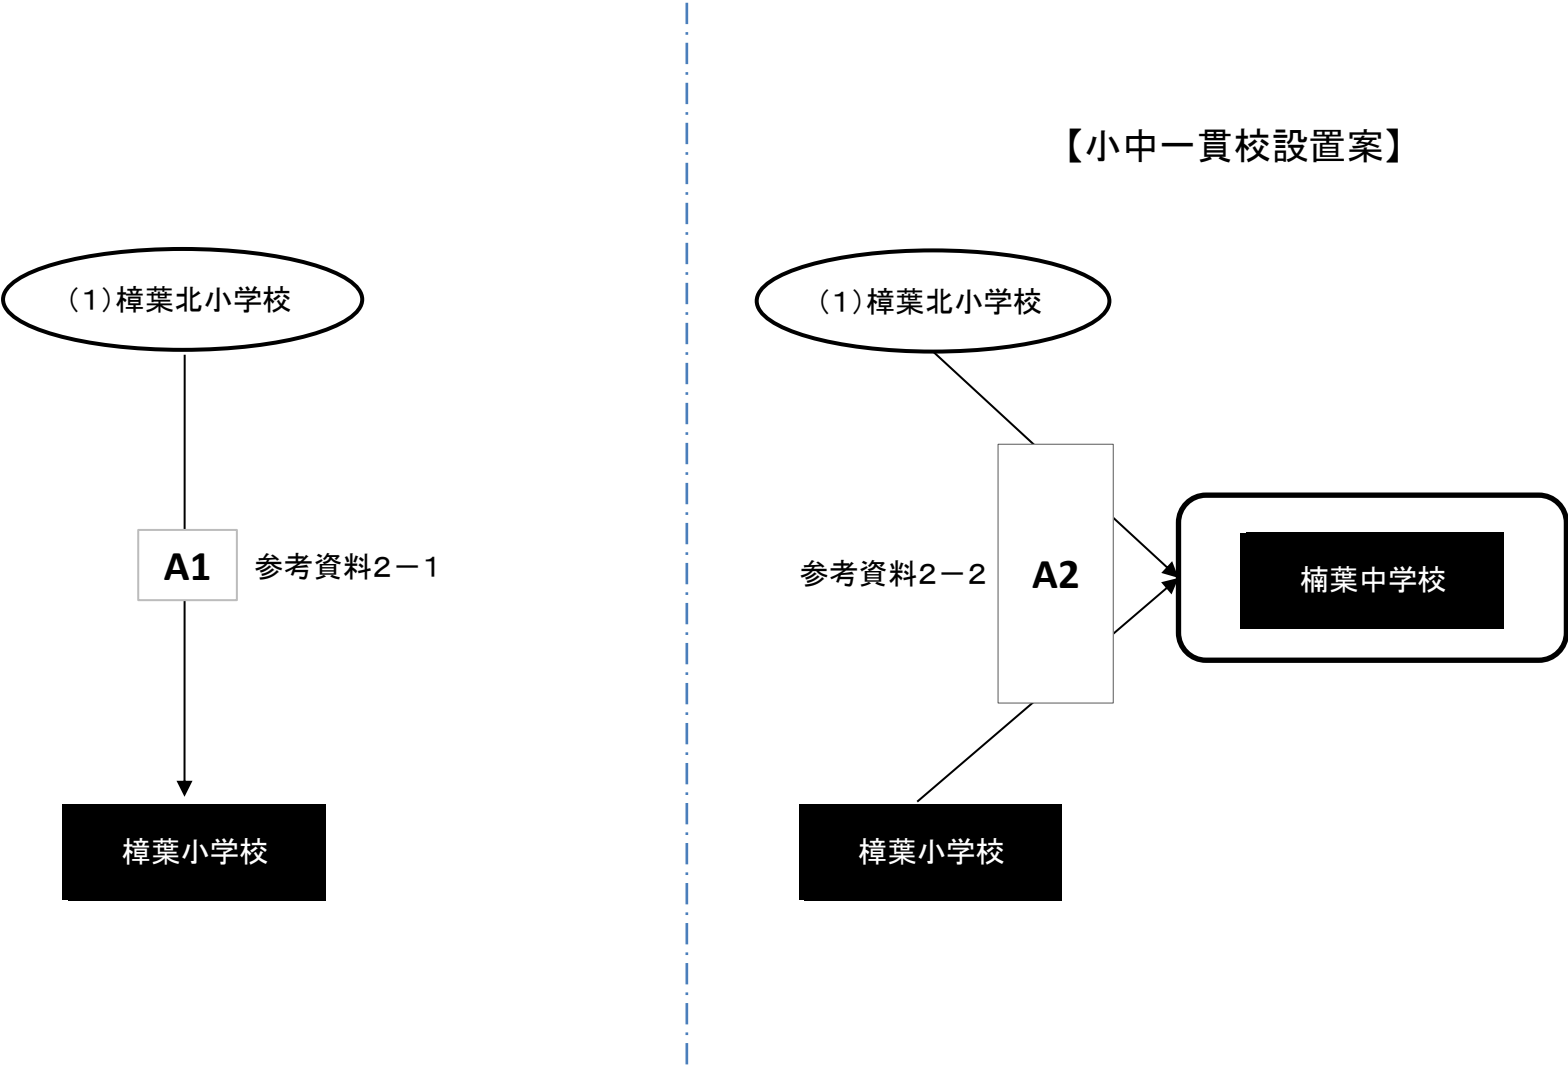 (1)樟葉北小学校
A1
参考資料2-1
樟葉小学校
【小中一貫校設置案】
(1)樟葉北小学校
参考資料2-2
A2
楠葉中学校
樟葉小学校